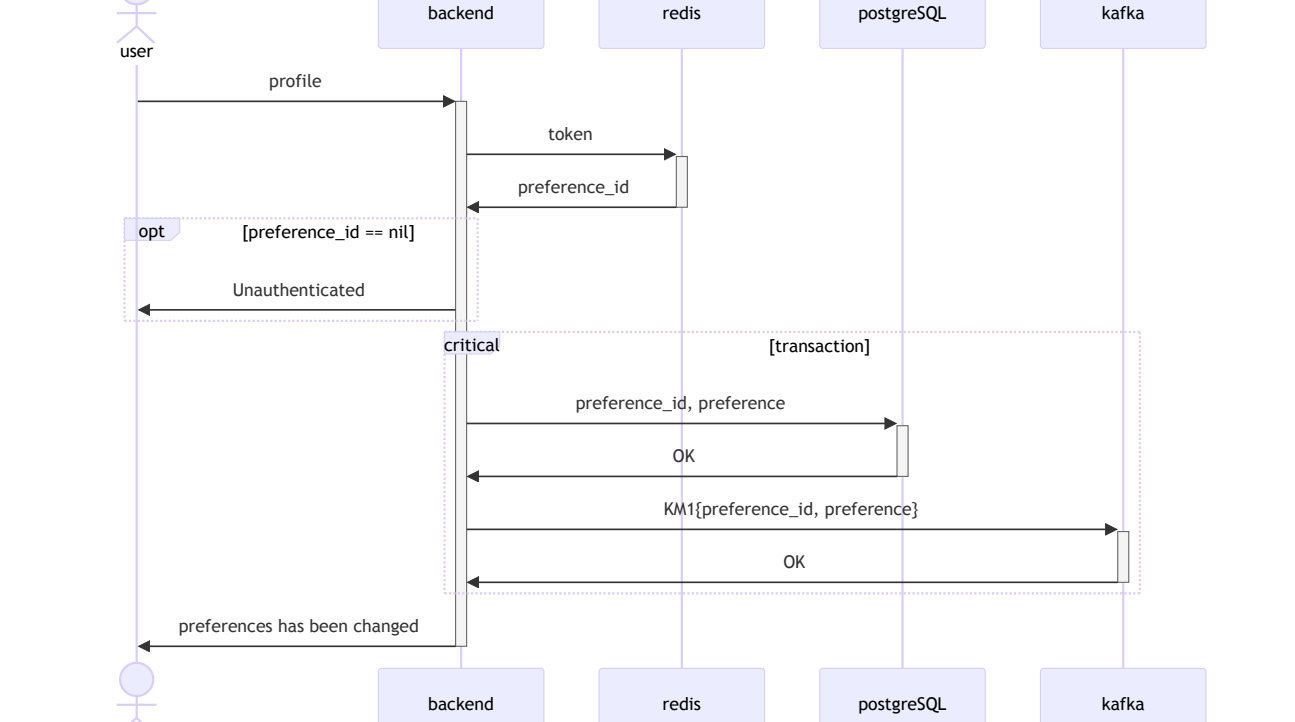 backend
redis
postgreSQL
kafka
user
profile
token
preference_id
opt
[preference_id == nil]
Unauthenticated
critical
[transaction]
preference_id, preference
OK
KM1{preference_id, preference}
OK
preferences has been changed
backend
redis
postgreSQL
kafka